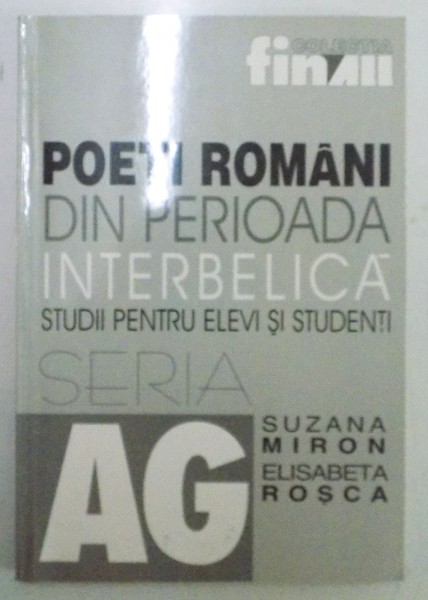 COLECȚIA
finAll
POEȚI ROMÂNI
DIN PERIOADA
INTERBELICĂ
STUDII PENTRU ELEVI ȘI STUDENȚI
SERIA
AG
SUZANA
MIRON
ELISABETA
ROȘCA